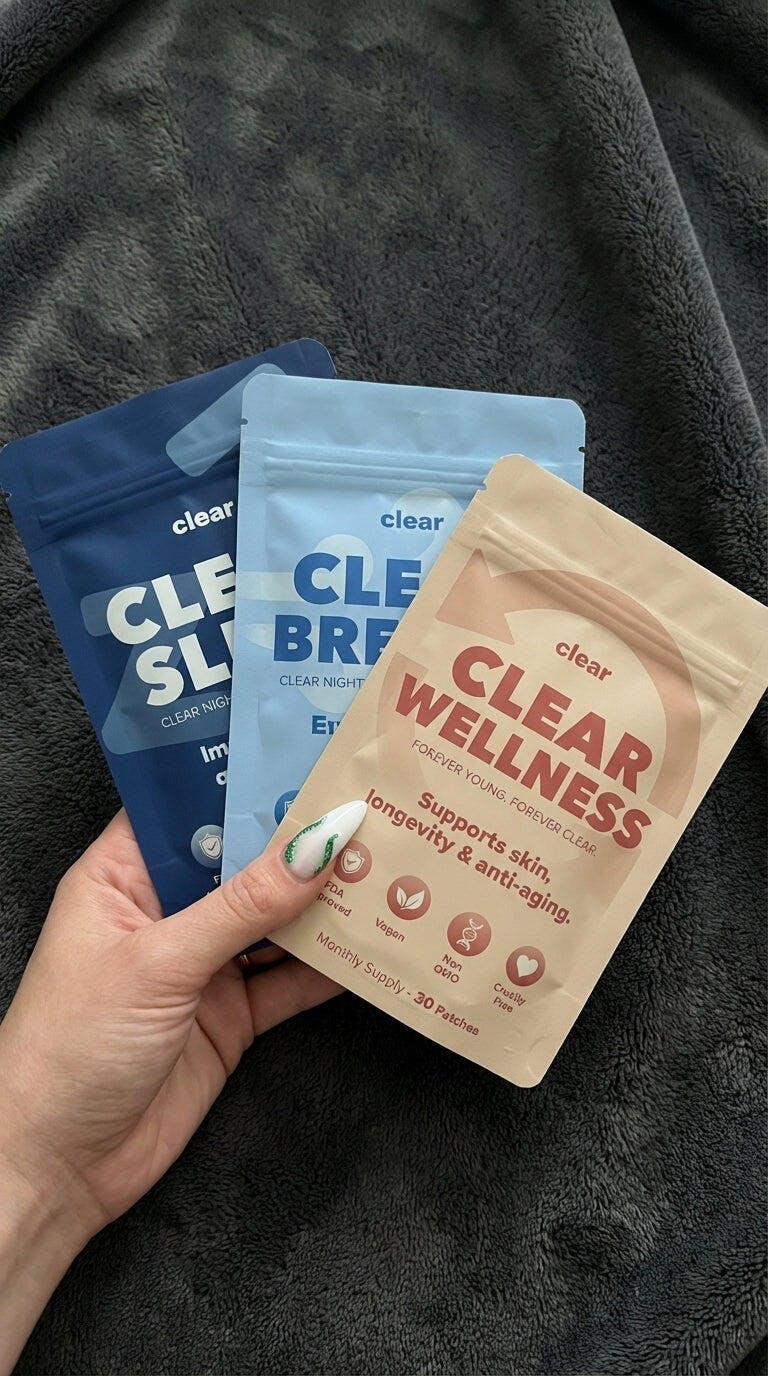 clear
CLE
SL
CLEAR NIGH
Im
clear
CLE
BRE
CLEAR NIGHT
clear
CLEAR
WELLNESS
FOREVER YOUNG, FOREVER CLEAR.
Supports skin,
longevity & anti-aging.
FDA
proved
Vegan
Non
GMO
Cruelty
Free
Monthly Supply - 30 Patches